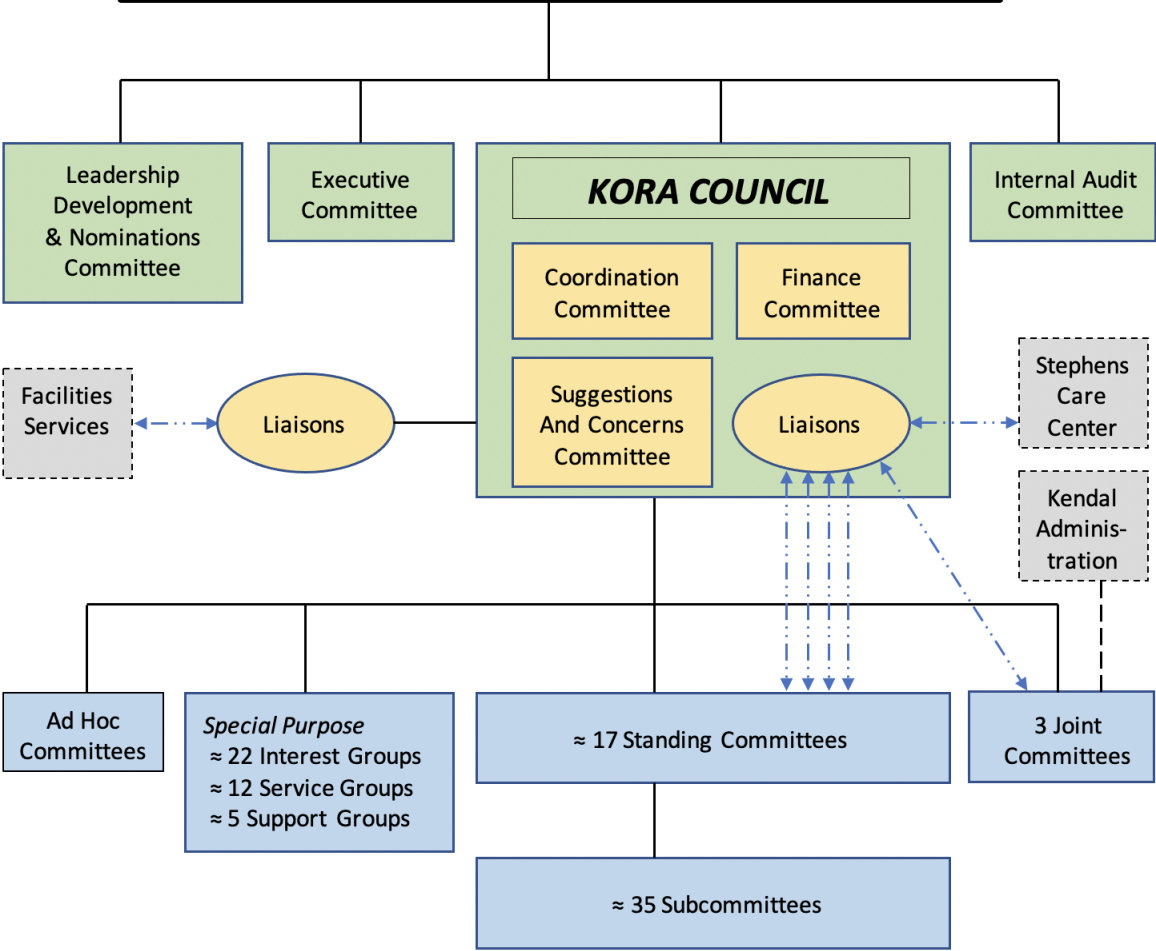 Leadership
Development
& Nominations
Committee
Executive
Committee
KORA COUNCIL
Internal Audit
Committee
Coordination
Committee
Finance
Committee
Facilities
Services
Liaisons
Suggestions
And Concerns
Committee
Liaisons
Stephens
Care
Center
Kendal
Adminis-
tration
Ad Hoc
Committees
Special Purpose
≈ 22 Interest Groups
≈ 12 Service Groups
≈ 5 Support Groups
≈ 17 Standing Committees
3 Joint
Committees
≈ 35 Subcommittees